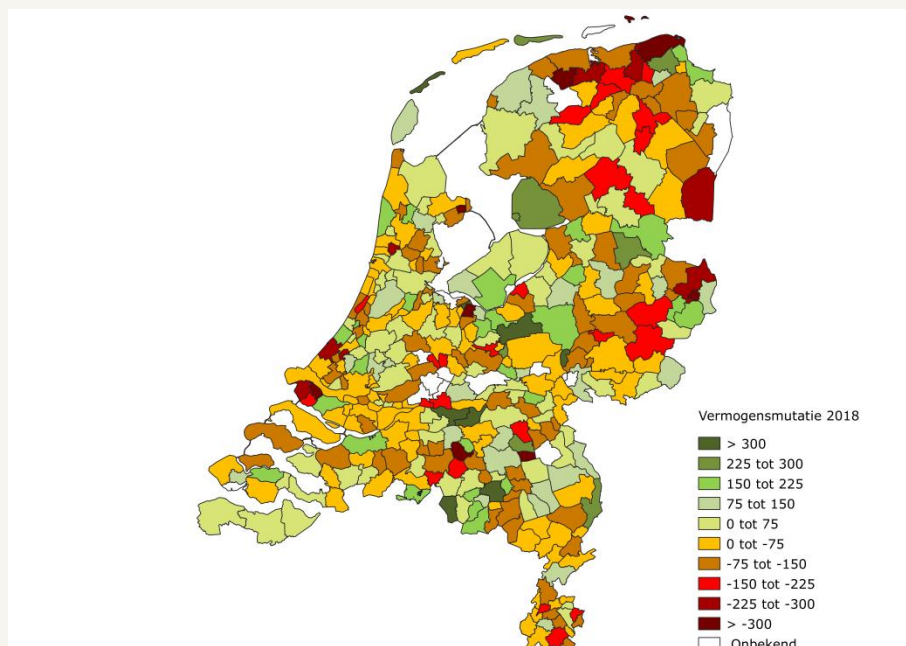 Vermogensmutatie 2018
> 300
225 tot 300
150 tot 225
75 tot 150
0 tot 75
0 tot -75
-75 tot -150
-150 tot -225
-225 tot -300
> -300
Onbekend